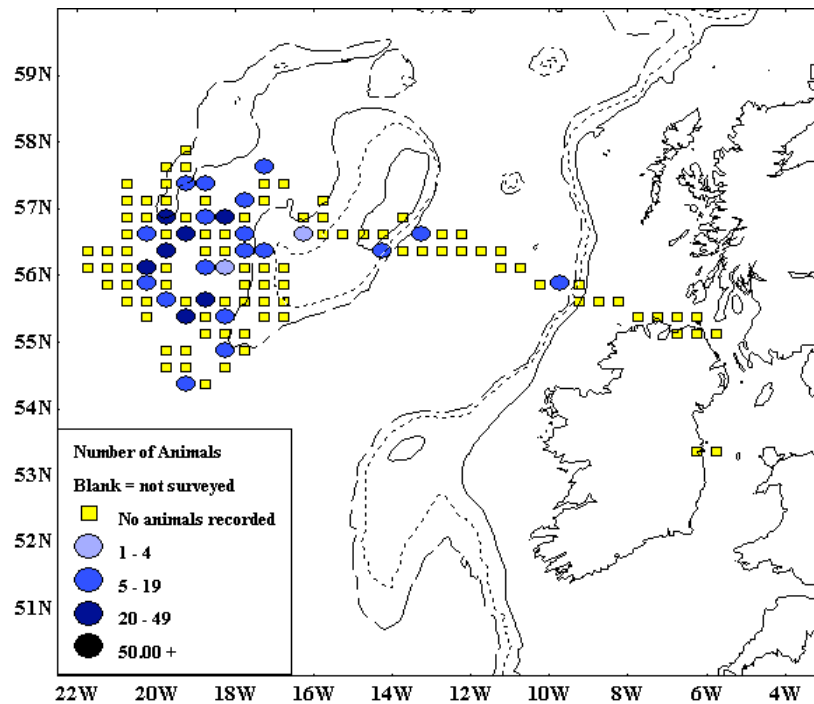 59N
58N
57N
56N
55N
54N
53N
52N
51N
Number of Animals
Blank = not surveyed
No animals recorded
1 - 4
5 - 19
20 - 49
50.00 +
22W 20W 18W 16W 14W 12W 10W 8W 6W 4W